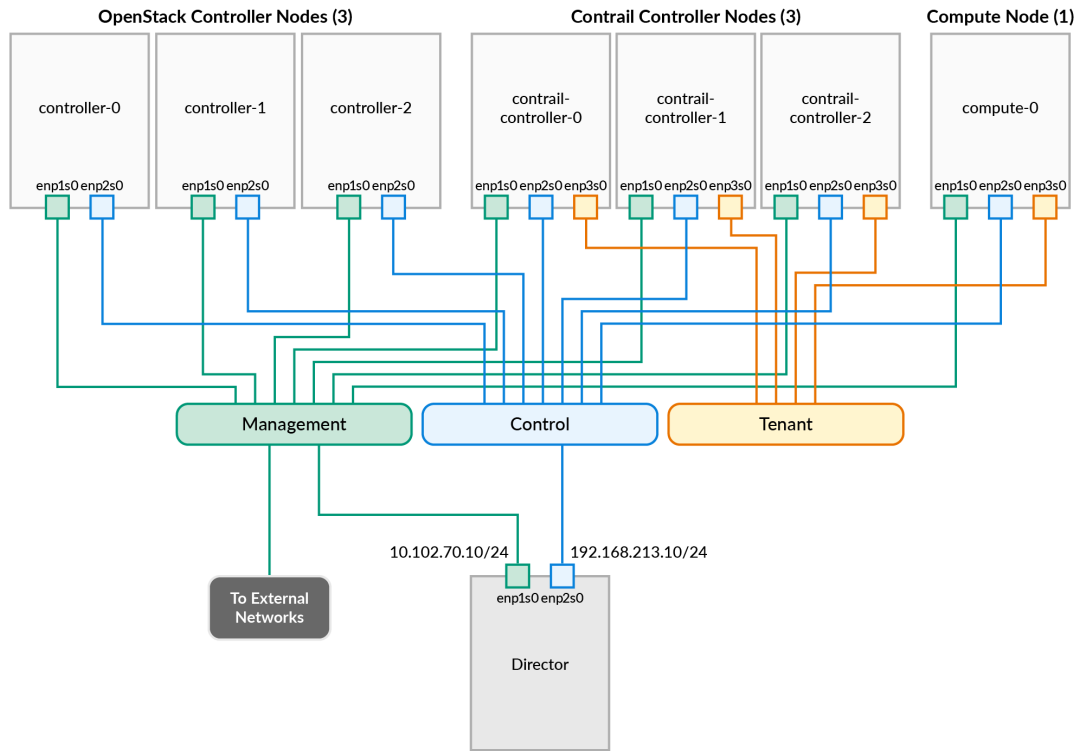 OpenStack Controller Nodes (3)
Contrail Controller Nodes (3)
Compute Node (1)
controller-0
controller-1
controller-2
contrail-
controller-0
contrail-
controller-1
contrail-
controller-2
compute-0
enp1s0 enp2s0
enp1s0 enp2s0
enp1s0 enp2s0
enp1s0 enp2s0 enp3s0
enp1s0 enp2s0 enp3s0
enp1s0 enp2s0 enp3s0
enp1s0 enp2s0 enp3s0
Management
Control
Tenant
10.102.70.10/24
192.168.213.10/24
To External
Networks
enp1s0 enp2s0
Director